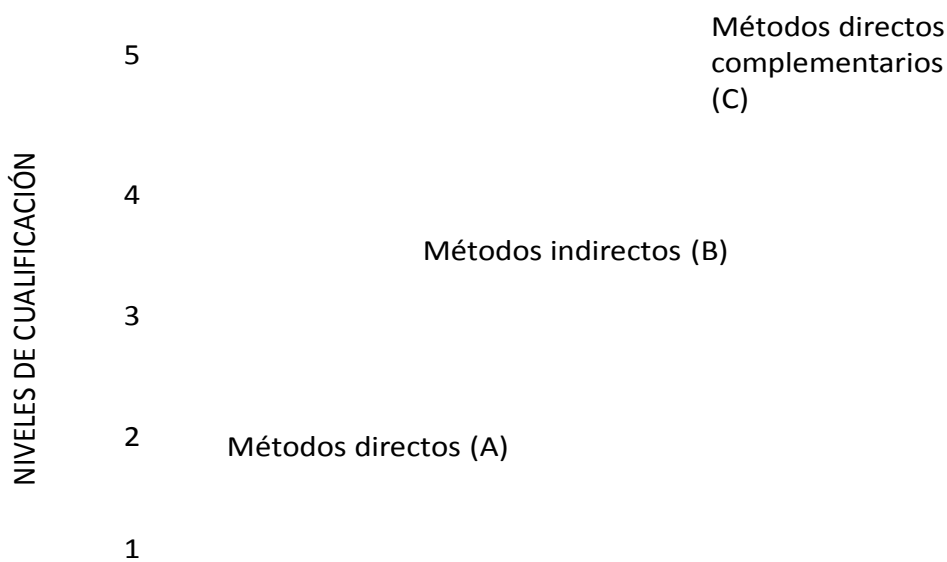 Métodos directos
complementarios
(C)
5
NIVELES DE CUALIFICACIÓN
4
Métodos indirectos (B)
3
2
Métodos directos (A)
1